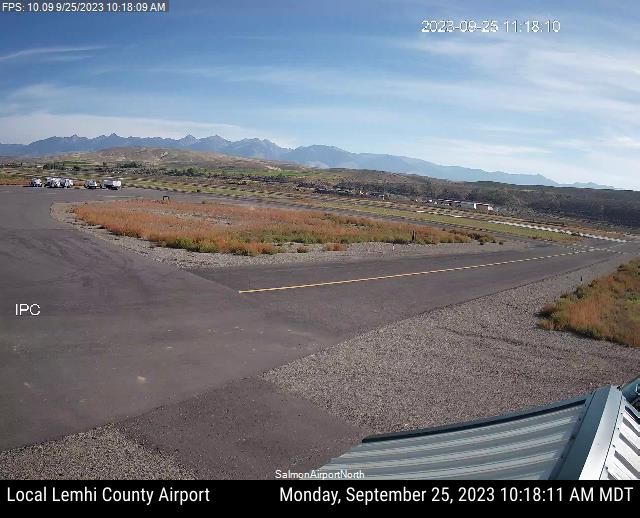 FPS: 10.09 9/25/2023 10:18:09 AM
2023-09-25 11:18:10
IPC
SalmonAirportNorth
Local Lemhi County Airport Monday, September 25, 2023 10:18:11 AM MDT